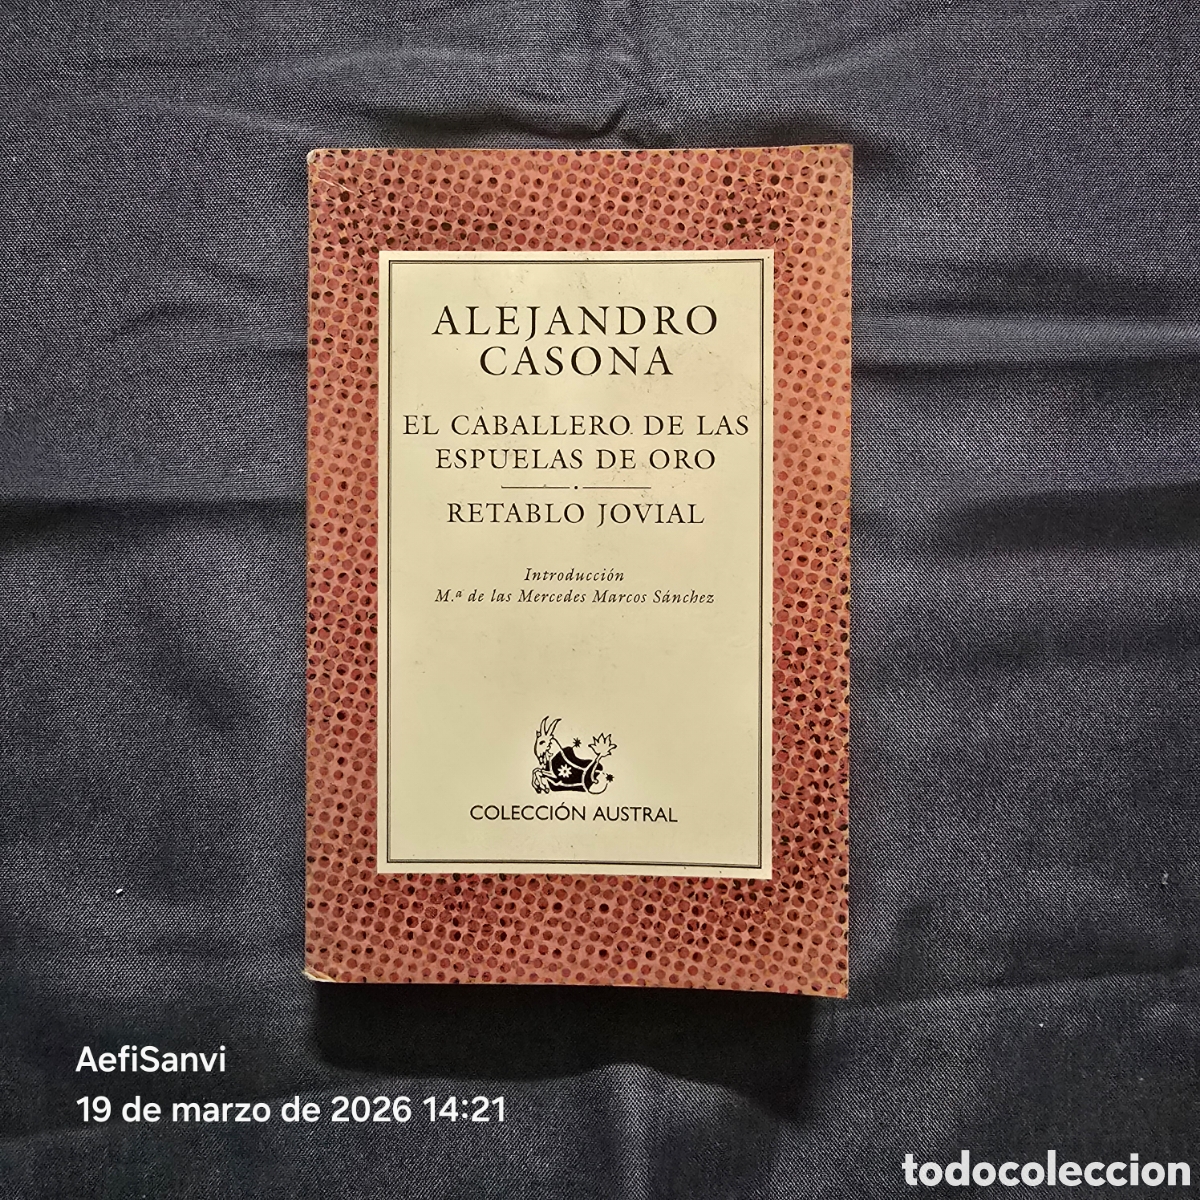 ALEJANDRO
CASONA
EL CABALLERO DE LAS
ESPUELAS DE ORO
RETABLO JOVIAL
Introducción
M.ª de las Mercedes Marcos Sánchez
COLECCIÓN AUSTRAL
AefiSanvi
19 de marzo de 2026 14:21
todocoleccion